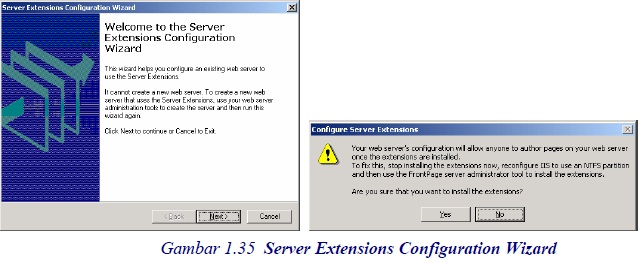 Server Extensions Configuration Wizard
Welcome to the Server
Extensions Configuration
Wizard
This wizard helps you configure an existing web server to
use the Server Extensions.
It cannot create a new web server. To create a new web
server that uses the Server Extensions, use your web server
administration tools to create the server and then run this
wizard again.
Click Next to continue or Cancel to Exit.
< Back
Next >
Cancel
Configure Server Extensions
Your web server's configuration will allow anyone to author pages on your web server
once the extensions are installed.
To fix this, stop installing the extensions now, reconfigure IIS to use an NTFS partition
and then use the FrontPage server administrator tool to install the extensions.
Are you sure that you want to install the extensions?
Yes
No
Gambar 1.35 Server Extensions Configuration Wizard